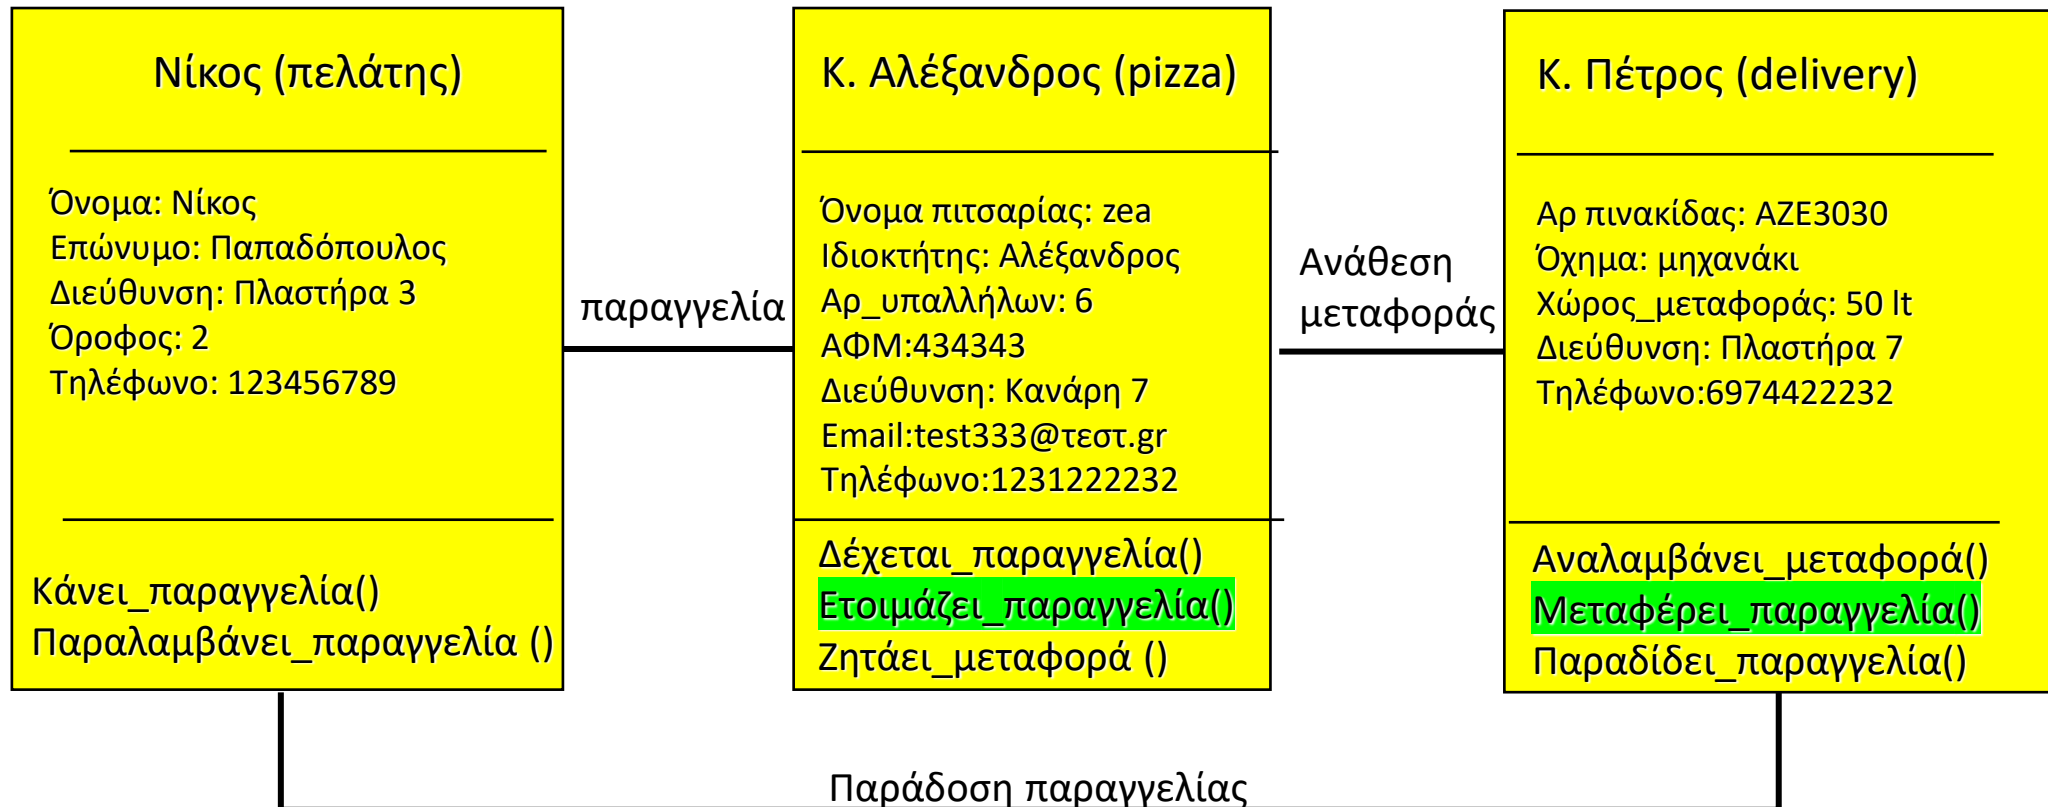 Νίκος (πελάτης)
Όνομα: Νίκος
Επώνυμο: Παπαδόπουλος
Διεύθυνση: Πλαστήρα 3
Όροφος: 2
Τηλέφωνο: 123456789
Κάνει_παραγγελία()
Παραλαμβάνει_παραγγελία ()
παραγγελία
Κ. Αλέξανδρος (pizza)
Όνομα πιτσαρίας: zea
Ιδιοκτήτης: Αλέξανδρος
Αρ_υπαλλήλων: 6
ΑΦΜ:434343
Διεύθυνση: Κανάρη 7
Email:test333@τεστ.gr
Τηλέφωνο:1231222232
Δέχεται_παραγγελία()
Ετοιμάζει_παραγγελία()
Ζητάει_μεταφορά ()
Ανάθεση
μεταφοράς
Κ. Πέτρος (delivery)
Αρ πινακίδας: AZE3030
Όχημα: μηχανάκι
Χώρος_μεταφοράς: 50 lt
Διεύθυνση: Πλαστήρα 7
Τηλέφωνο:6974422232
Αναλαμβάνει_μεταφορά()
Μεταφέρει_παραγγελία()
Παραδίδει_παραγγελία()
Παράδοση παραγγελίας